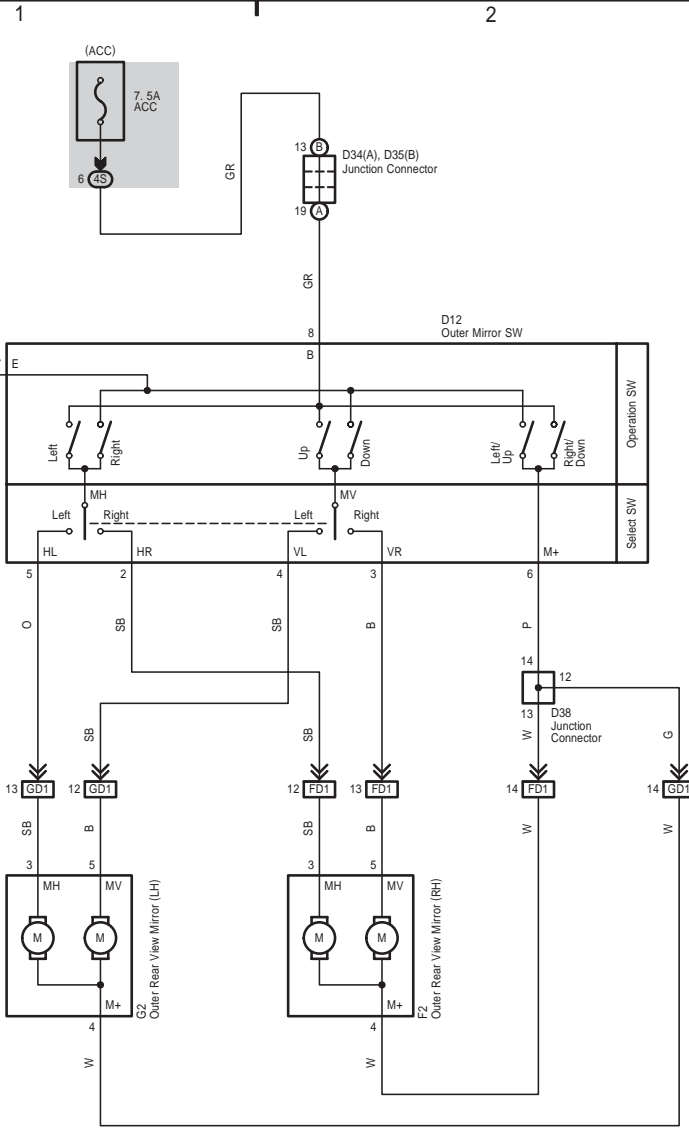 1
2
(ACC)
7. 5A
ACC
6
4S
GR
13
B
D34(A), D35(B)
Junction Connector
19
A
GR
D12
Outer Mirror SW
8
B
E
Left
Right
Up
Down
Left/
Up
Right/
Down
Operation SW
MH
MV
Left
Right
Left
Right
Select SW
HL
HR
VL
VR
M+
5
2
4
3
6
O
SB
SB
B
P
14
12
13
D38
Junction
Connector
SB
SB
W
G
13
GD1
12
GD1
12
FD1
13
FD1
14
FD1
14
GD1
SB
B
SB
B
W
W
3
5
3
5
MH
MV
MH
MV
M
M
M
M
M+
M+
G2
Outer Rear View Mirror (LH)
F2
Outer Rear View Mirror (RH)
4
4
W
W